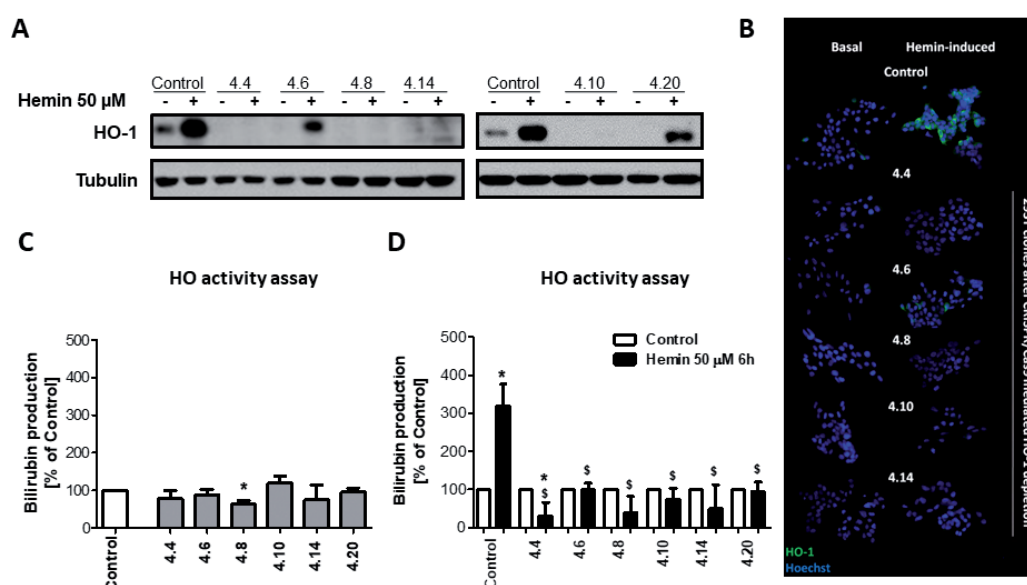 A
Control 4.4 4.6 4.8 4.14
Control 4.10 4.20
Hemin 50 µM - + - + - + - + - +
- + - + - +
HO-1
Tubulin
B
Basal Hemin-induced
Control
4.4
4.6
4.8
4.10
4.14
HO-1
Hoechst
C
HO activity assay
Bilirubin production
[% of Control]
500
400
300
200
100
0
*
Control 4.4 4.6 4.8 4.10 4.14 4.20
D
HO activity assay
Control
Hemin 50 µM 6h
Bilirubin production
[% of Control]
500
400
300
200
100
0
*
*
$ $ $ $ $ $
Control 4.4 4.6 4.8 4.10 4.14 4.20